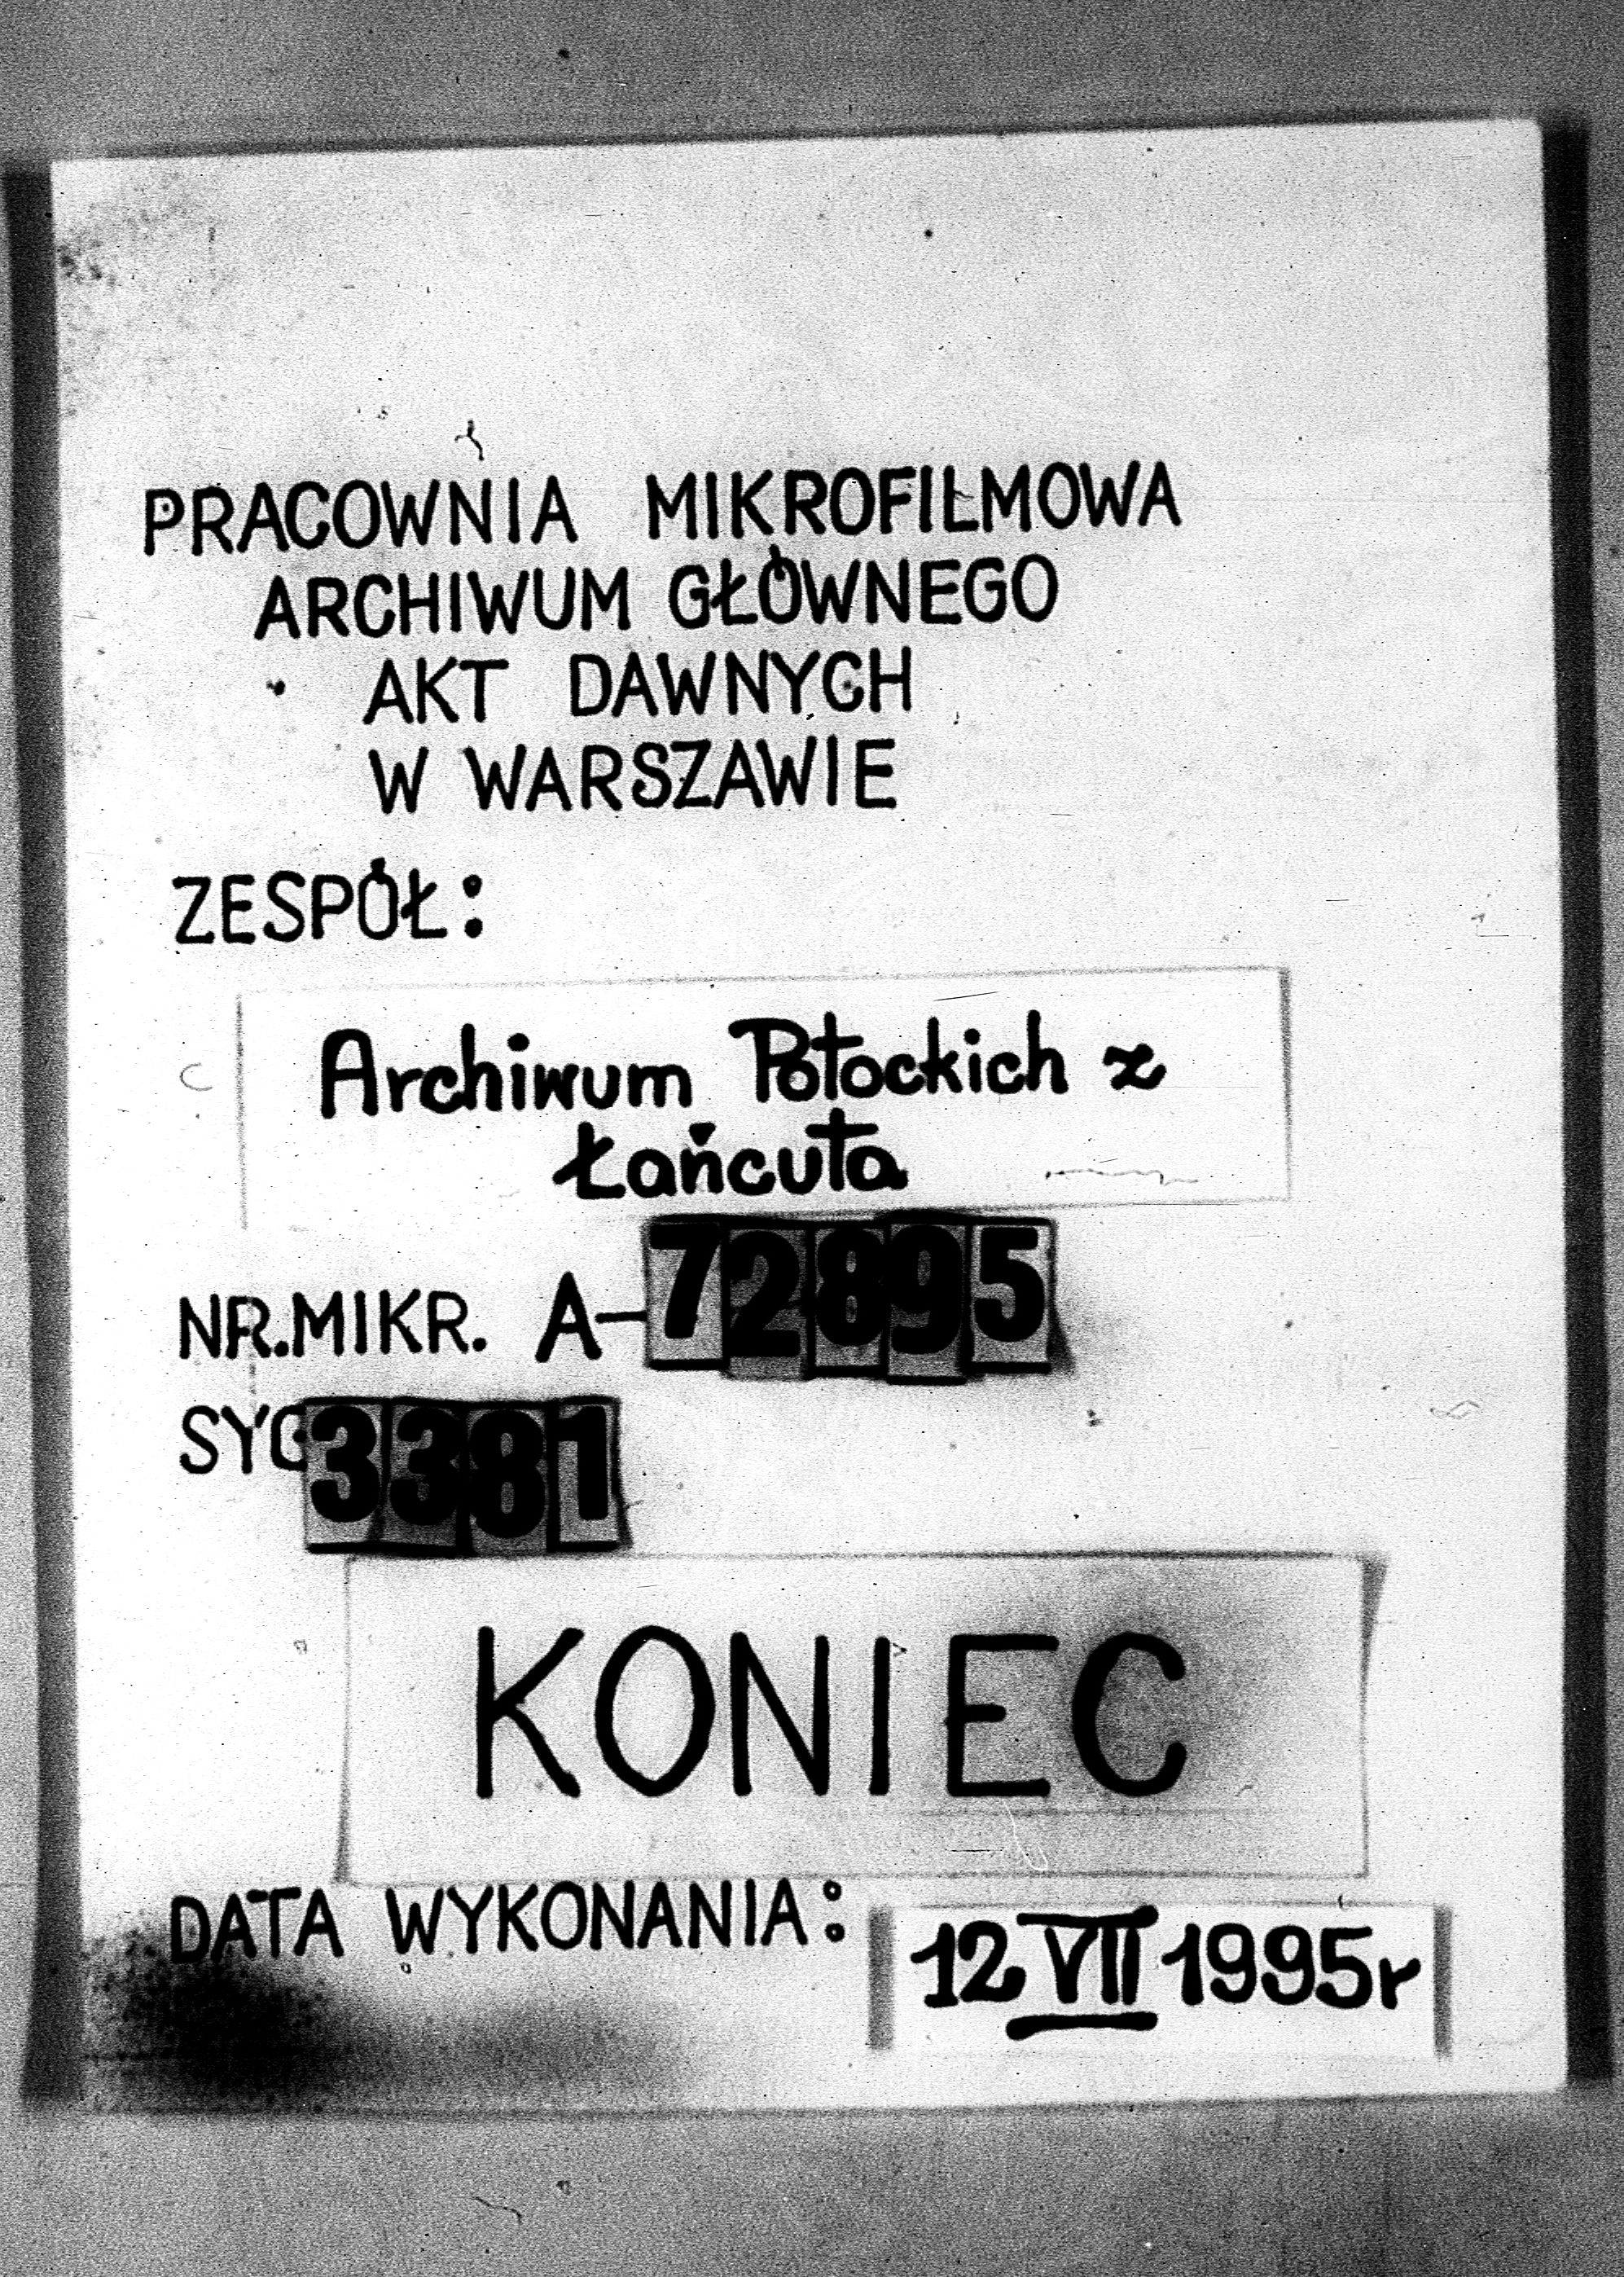 PRACOWNIA MIKROFILMOWA
ARCHIWUM GŁÓWNEGO
AKT DAWNYCH
W WARSZAWIE
ZESPÓŁ:
Archiwum Potockich z
Łańcuta
NR.MIKR. A-72895
SYG 3381
KONIEC
DATA WYKONANIA: 12 VII 1995r